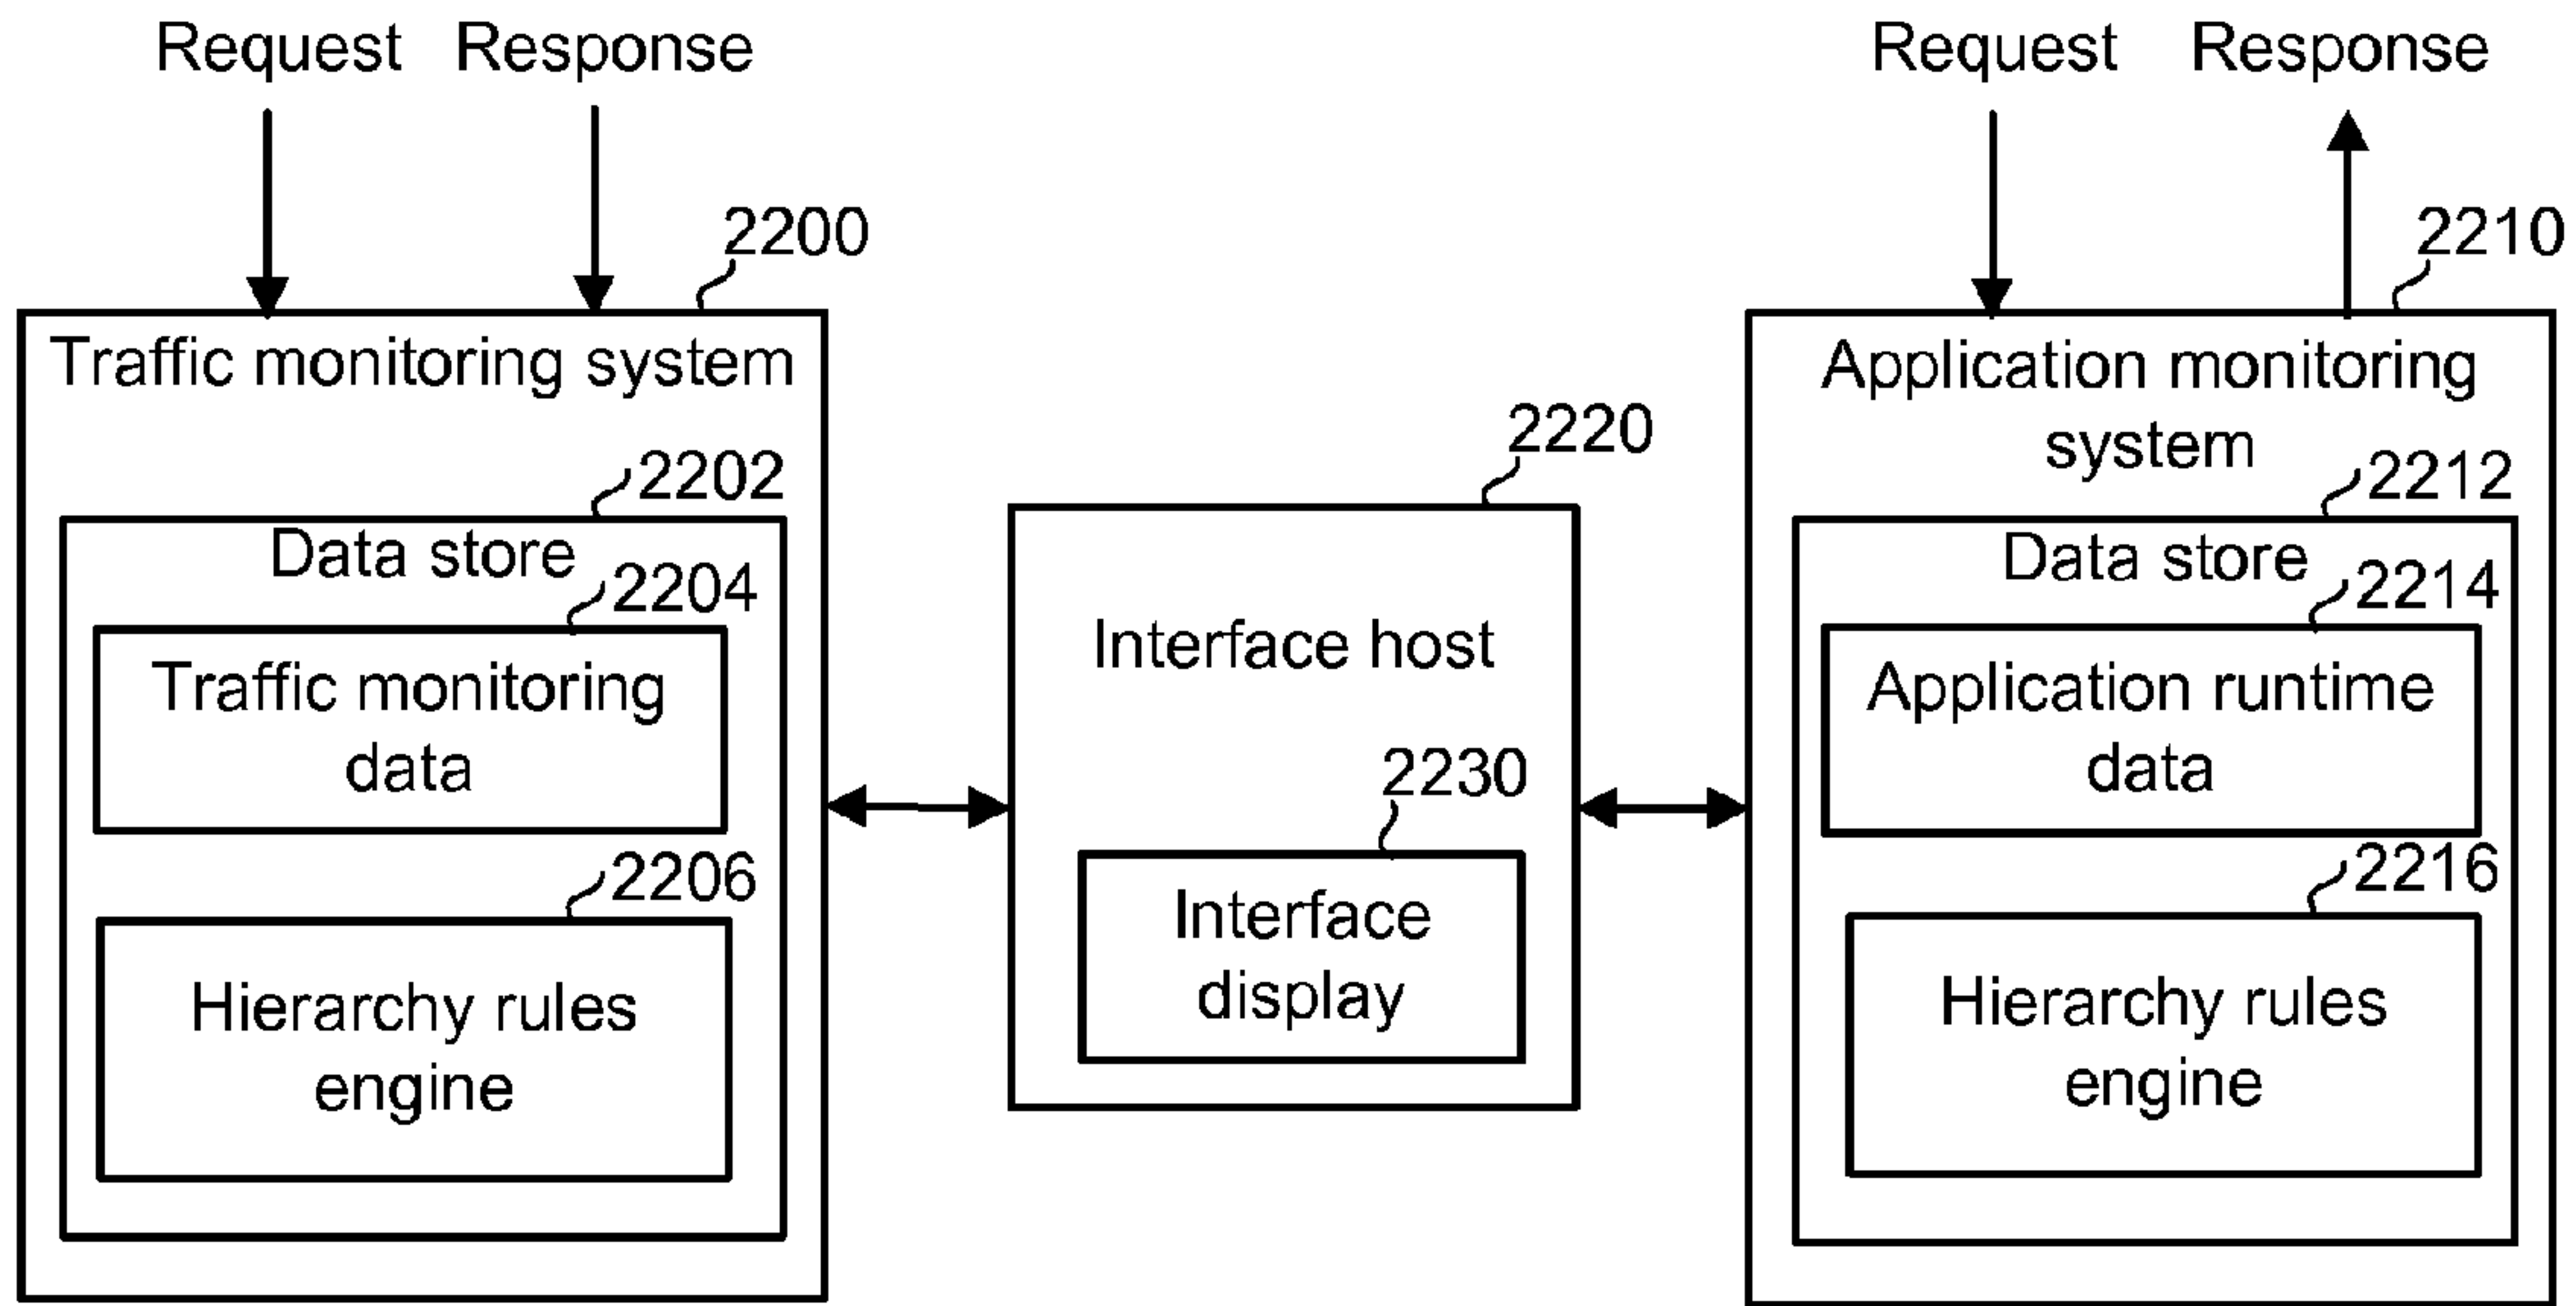 Request Response
Request Response
2200
2210
Traffic monitoring system
Application monitoring
system
2220
2202
2212
Data store
Data store
2204
2214
Traffic monitoring
data
Interface host
Application runtime
data
2230
2206
2216
Interface
display
Hierarchy rules
engine
Hierarchy rules
engine